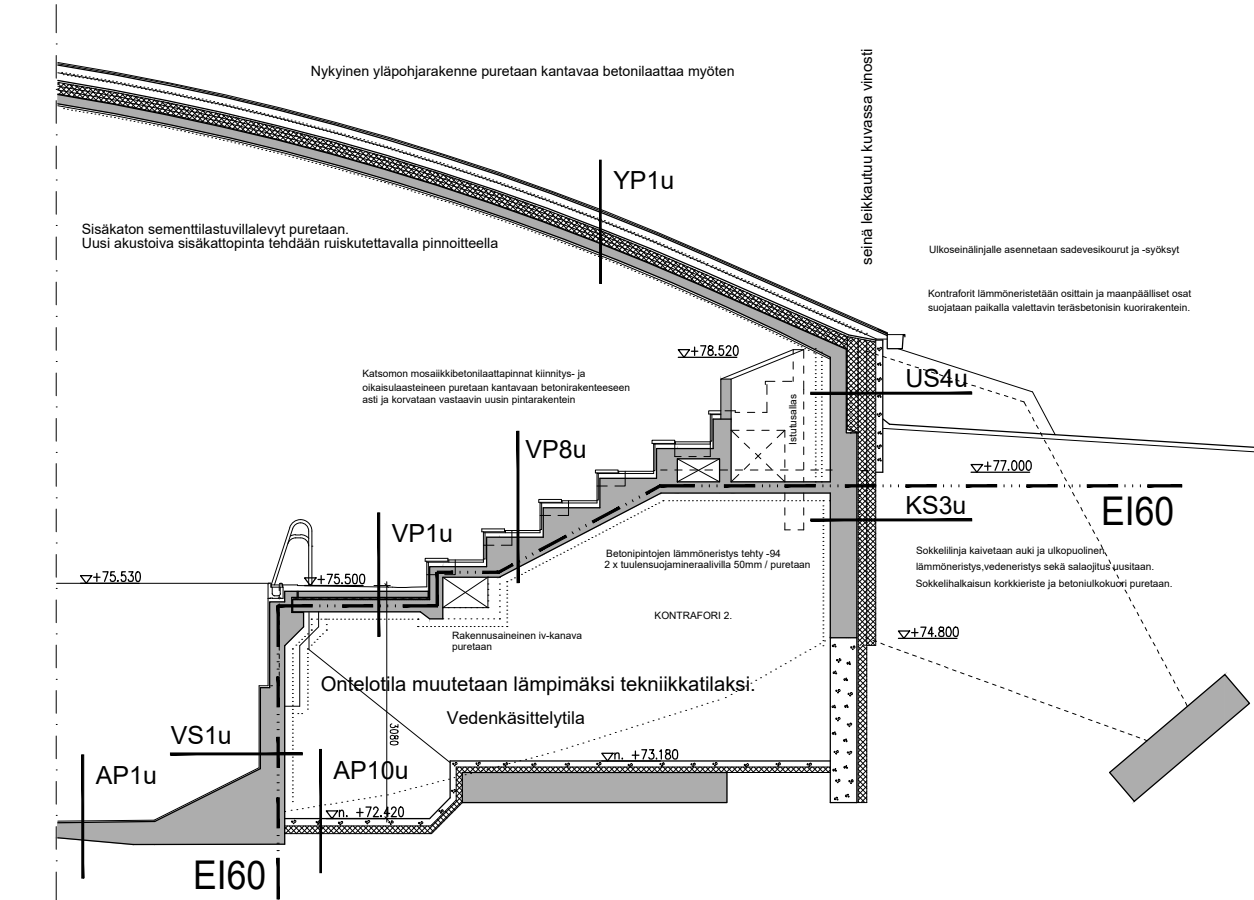 Nykyinen yläpohjarakenne puretaan kantavaa betonilaattaa myöten
seinä leikkautuu kuvassa vinosti
YP1u
Sisäkaton sementtilastuvillalevyt puretaan.
Uusi akustoiva sisäkattopinta tehdään ruiskutettavalla pinnoitteella
Ulkoseinälinjalle asennetaan sadevesikourut ja -syöksyt
Kontraforit lämmöneristetään osittain ja maanpäälliset osat
suojataan paikalla valettavin teräsbetonisin kuorirakentein.
+78.520
Katsomon mosaiikkibetonilaattapinnat kiinnitys- ja
oikaisulaasteineen puretaan kantavaan betonirakenteeseen
asti ja korvataan vastaavin uusin pintarakentein
US4u
Istutusallas
VP8u
+77.000
KS3u
EI60
VP1u
Betonipintojen lämmöneristys tehty -94
2 x tuulensuojamineraalivilla 50mm / puretaan
Sokkelilinja kaivetaan auki ja ulkopuolinen
lämmöneristys,vedeneristys sekä salaojitus uusitaan.
Sokkelihalkaisun korkkieriste ja betoniulkokuori puretaan.
+75.530
+75.500
KONTRAFORI 2.
+74.800
Rakennusaineinen iv-kanava
puretaan
Ontelotila muutetaan lämpimäksi tekniikkatilaksi.
Vedenkäsittelytila
3080
VS1u
n. +73.180
AP1u
AP10u
n. +72.420
EI60